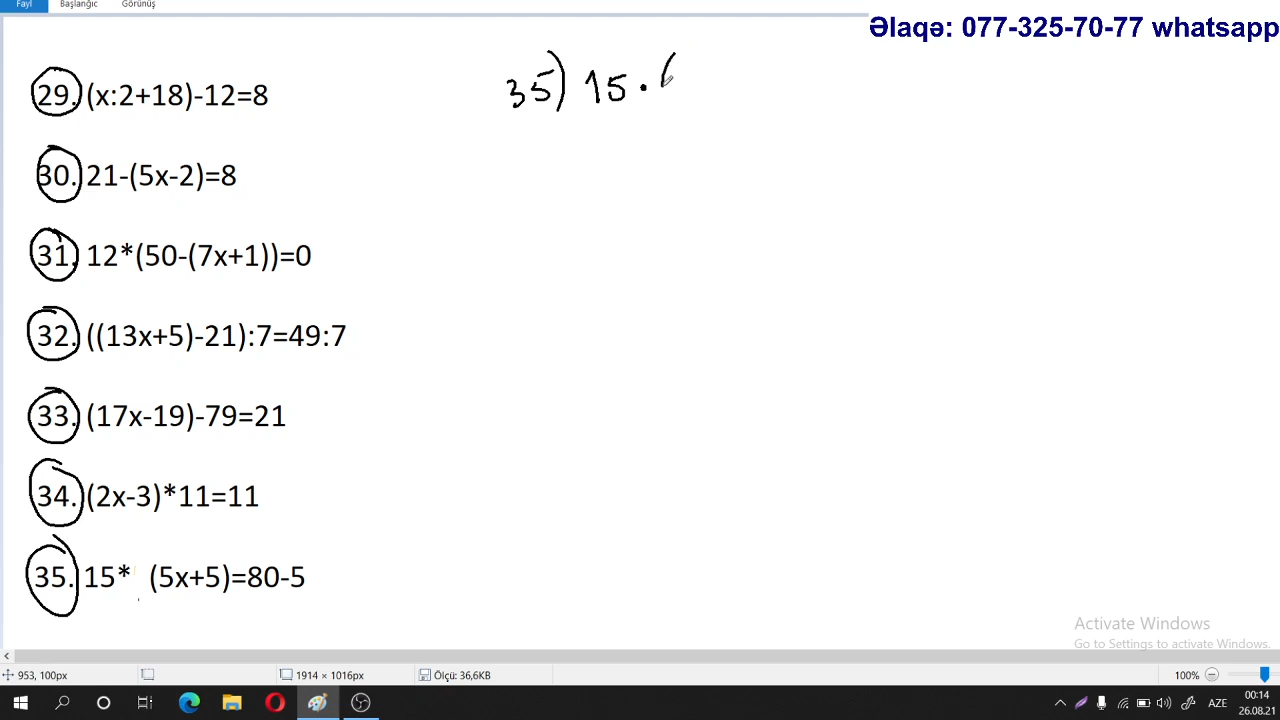 Fayl Başlanğıc Görünüş
Əlaqə: 077-325-70-77 whatsapp
35) 15 · (
29. (x:2+18)-12=8
30. 21-(5x-2)=8
31. 12*(50-(7x+1))=0
32. ((13x+5)-21):7=49:7
33. (17x-19)-79=21
34. (2x-3)*11=11
35. 15* (5x+5)=80-5
Activate Windows
Go to Settings to activate Windows.
953, 100px 1914 × 1016px Ölçü: 36,6KB 100%
AZE 00:14
26.08.21